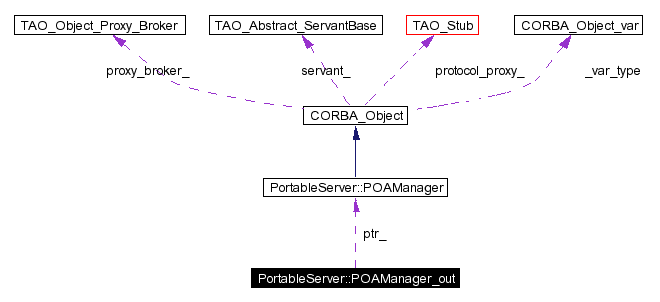 TAO_Object_Proxy_Broker
TAO_Abstract_ServantBase
TAO_Stub
CORBA_Object_var
proxy_broker_
servant_
protocol_proxy_
_var_type
CORBA_Object
PortableServer::POAManager
ptr_
PortableServer::POAManager_out